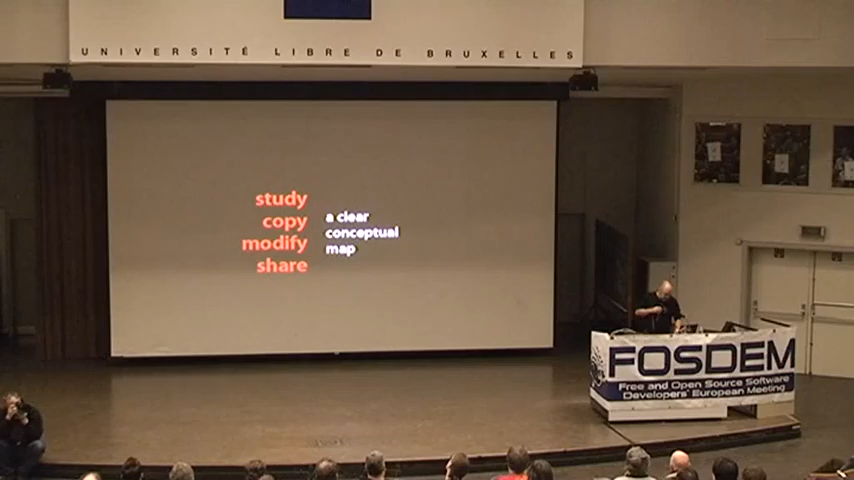 UNIVERSITÉ LIBRE DE BRUXELLES
study
copy
modify
share
a clear
conceptual
map
FOSDEM
Free and Open Source Software
Developers' European Meeting